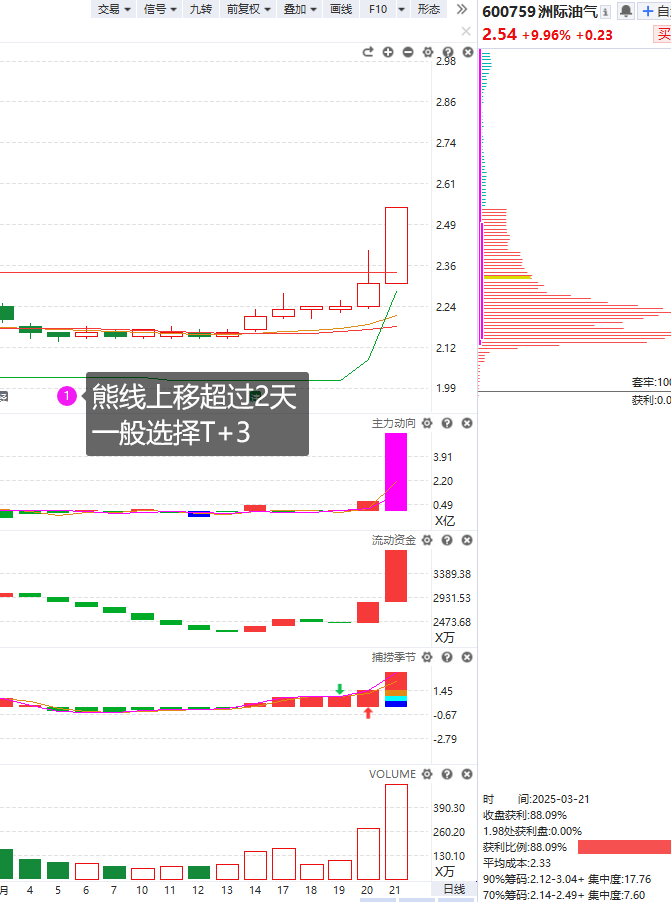 交易 信号 九转 前复权 叠加 画线 F10 形态
600759 洲际油气
2.54 +9.96% +0.23 买
2.98
2.86
2.74
2.61
2.49
2.36
2.24
2.12
1.99
1 熊线上移超过2天
一般选择T+3
套牢:100
获利:0.0
主力动向
3.91
2.20
0.49
X亿
流动资金
3389.38
2931.53
2473.68
X万
捕捞季节
1.45
-0.67
-2.79
VOLUME
390.30
260.20
130.10
X万
月 4 5 6 7 10 11 12 13 14 17 18 19 20 21 日线
时 间:2025-03-21
收盘获利:88.09%
1.98处获利盘:0.00%
获利比例:88.09%
平均成本:2.33
90%筹码:2.12-3.04+ 集中度:17.76
70%筹码:2.14-2.49+ 集中度:7.60